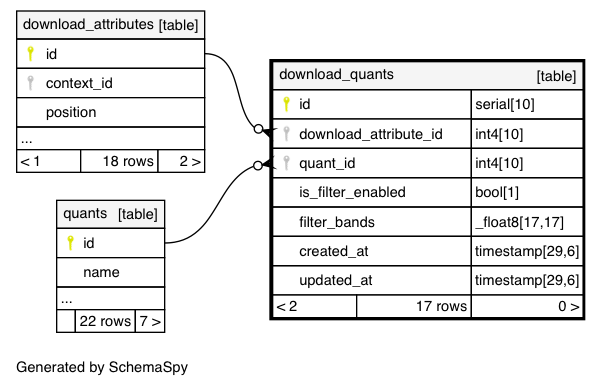 download_attributes [table]
id
context_id
position
...
< 1 18 rows 2 >
quants [table]
id
name
...
22 rows 7 >
download_quants [table]
id serial[10]
download_attribute_id int4[10]
quant_id int4[10]
is_filter_enabled bool[1]
filter_bands _float8[17,17]
created_at timestamp[29,6]
updated_at timestamp[29,6]
< 2 17 rows 0 >
Generated by SchemaSpy